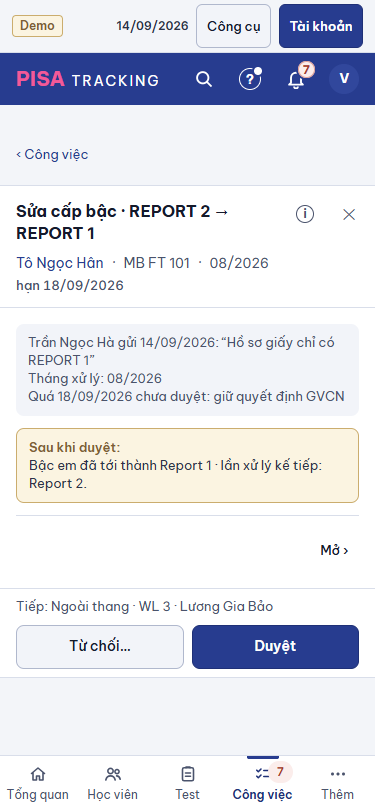 Demo
14/09/2026
Công cụ
Tài khoản
PISA TRACKING
?
7
V
‹ Công việc
Sửa cấp bậc · REPORT 2 →
REPORT 1
i
×
Tô Ngọc Hân · MB FT 101 · 08/2026
hạn 18/09/2026
Trần Ngọc Hà gửi 14/09/2026: “Hồ sơ giấy chỉ có
REPORT 1”
Tháng xử lý: 08/2026
Quá 18/09/2026 chưa duyệt: giữ quyết định GVCN
Sau khi duyệt:
Bậc em đã tới thành Report 1 · lần xử lý kế tiếp:
Report 2.
Mở ›
Tiếp: Ngoài thang · WL 3 · Lương Gia Bảo
Từ chối...
Duyệt
7
Tổng quan
Học viên
Test
Công việc
Thêm